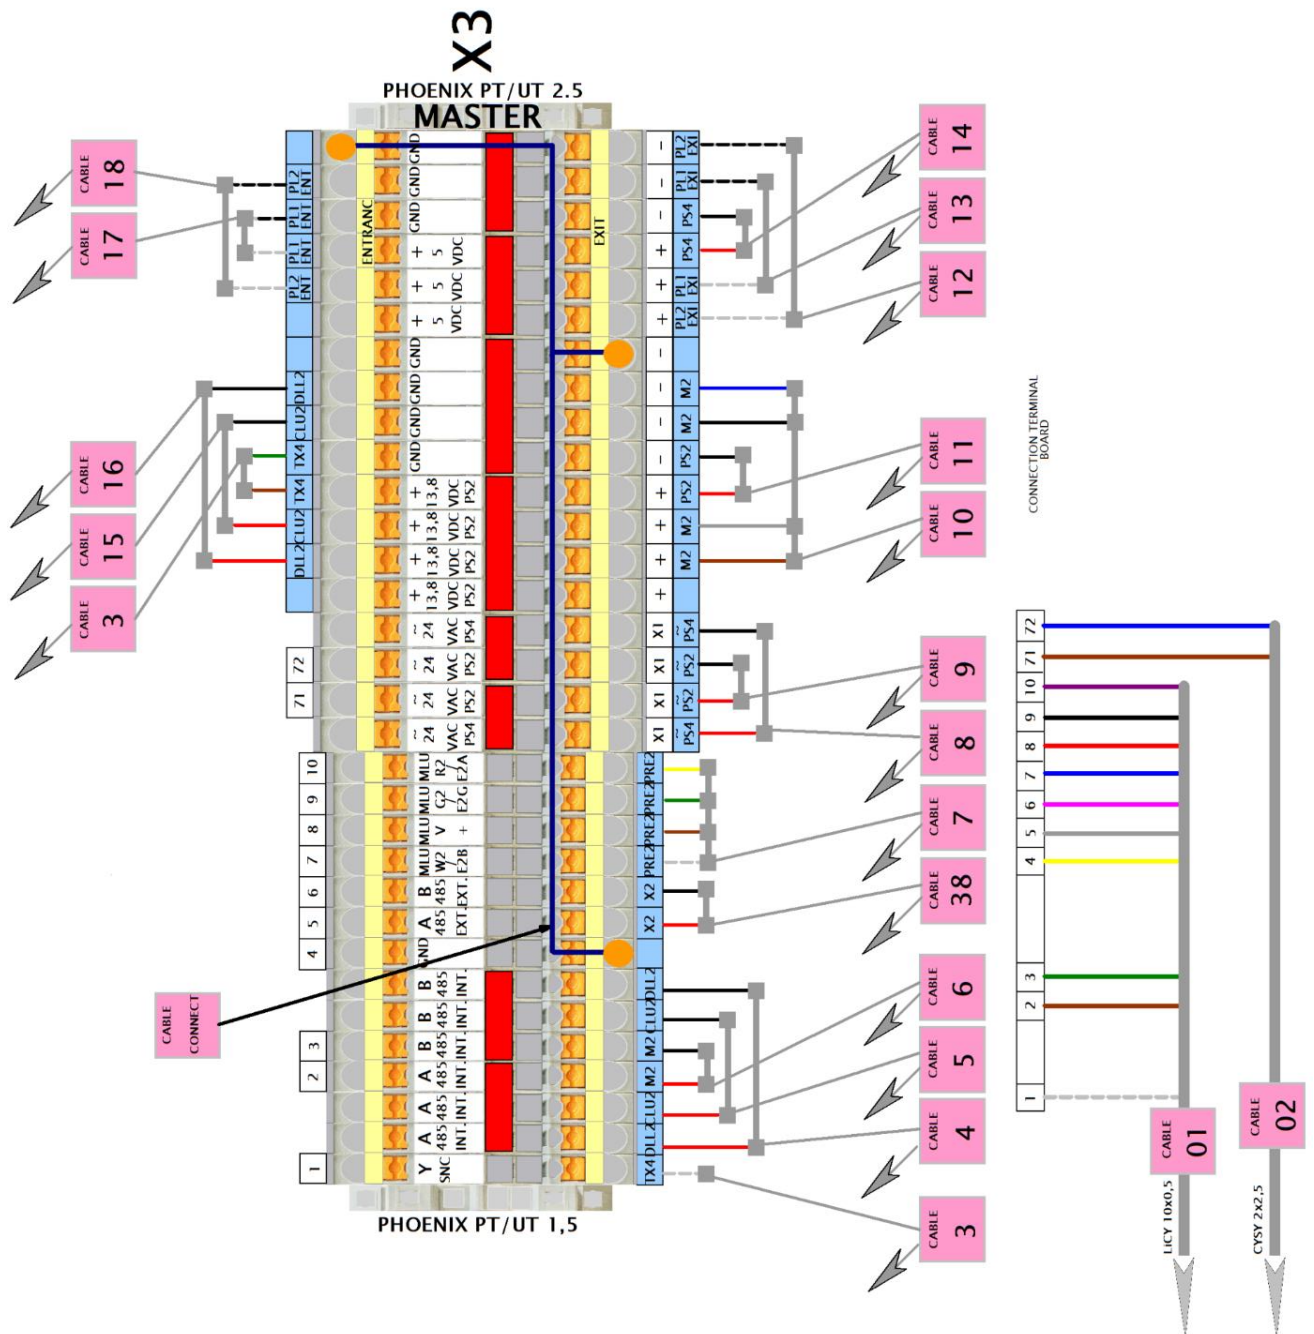 X3
PHOENIX PT/UT 2.5
MASTER
CABLE
18
CABLE
17
CABLE
16
CABLE
15
CABLE
3
CABLE
CONNECT
PL2
ENT
PL1
ENT
PL1
ENT
PL2
ENT
DLL2
CLU2
TX4
TX4
CLU2
DLL2
72
71
10
9
8
7
6
5
4
3
2
1
ENTRANC
EXIT
GND
GND
GND
+ 5 VDC
+ 5 VDC
+ 5 VDC
GND
GND
GND
GND
+ 13,8 VDC PS2
+ 13,8 VDC PS2
+ 13,8 VDC PS2
+ 13,8 VDC PS2
~ 24 VAC PS4
~ 24 VAC PS2
~ 24 VAC PS2
~ 24 VAC PS4
MLU R2/ E2A
MLU G2/ E2G
MLU V +
MLU W2/ E2B
B 485 EXT.
A 485 EXT.
GND
B 485 INT.
B 485 INT.
B 485 INT.
A 485 INT.
A 485 INT.
A 485 INT.
Y SNC
- PL2 EXI
- PL1 EXI
- PS4
+ PS4
+ PL1 EXI
+ PL2 EXI
-
- M2
- M2
- PS2
+ PS2
+ M2
+ M2
+
X1 ~ PS4
X1 ~ PS2
X1 ~ PS2
X1 ~ PS4
PRE2
PRE2
PRE2
PRE2
X2
X2
DLL2
CLU2
M2
M2
CLU2
DLL2
TX4
PHOENIX PT/UT 1,5
CABLE
14
CABLE
13
CABLE
12
CABLE
11
CABLE
10
CABLE
9
CABLE
8
CABLE
7
CABLE
38
CABLE
6
CABLE
5
CABLE
4
CABLE
3
CONNECTION TERMINAL
BOARD
72
71
10
9
8
7
6
5
4
3
2
1
CABLE
01
CABLE
02
LiCY 10x0,5
CYSY 2x2,5